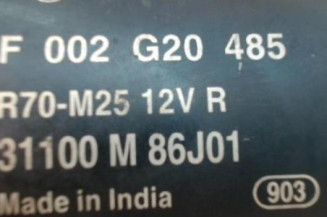 F 002 G20 485
R70-M25 12V R
31100 M 86J01
Made in India 903